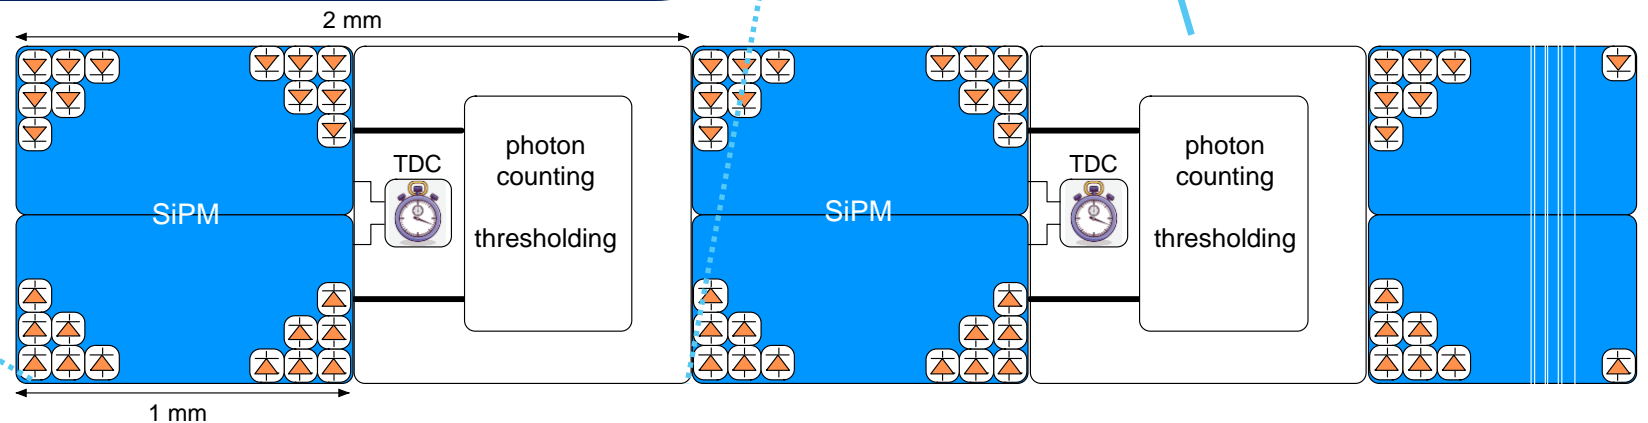 2 mm
TDC
photon
counting
thresholding
SiPM
TDC
photon
counting
thresholding
SiPM
1 mm